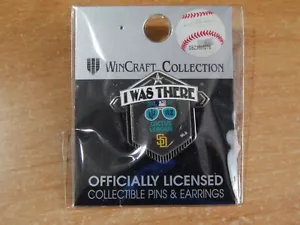 WINCRAFT COLLECTION
I WAS THERE
SD
OFFICIALLY LICENSED
COLLECTIBLE PINS & EARRINGS